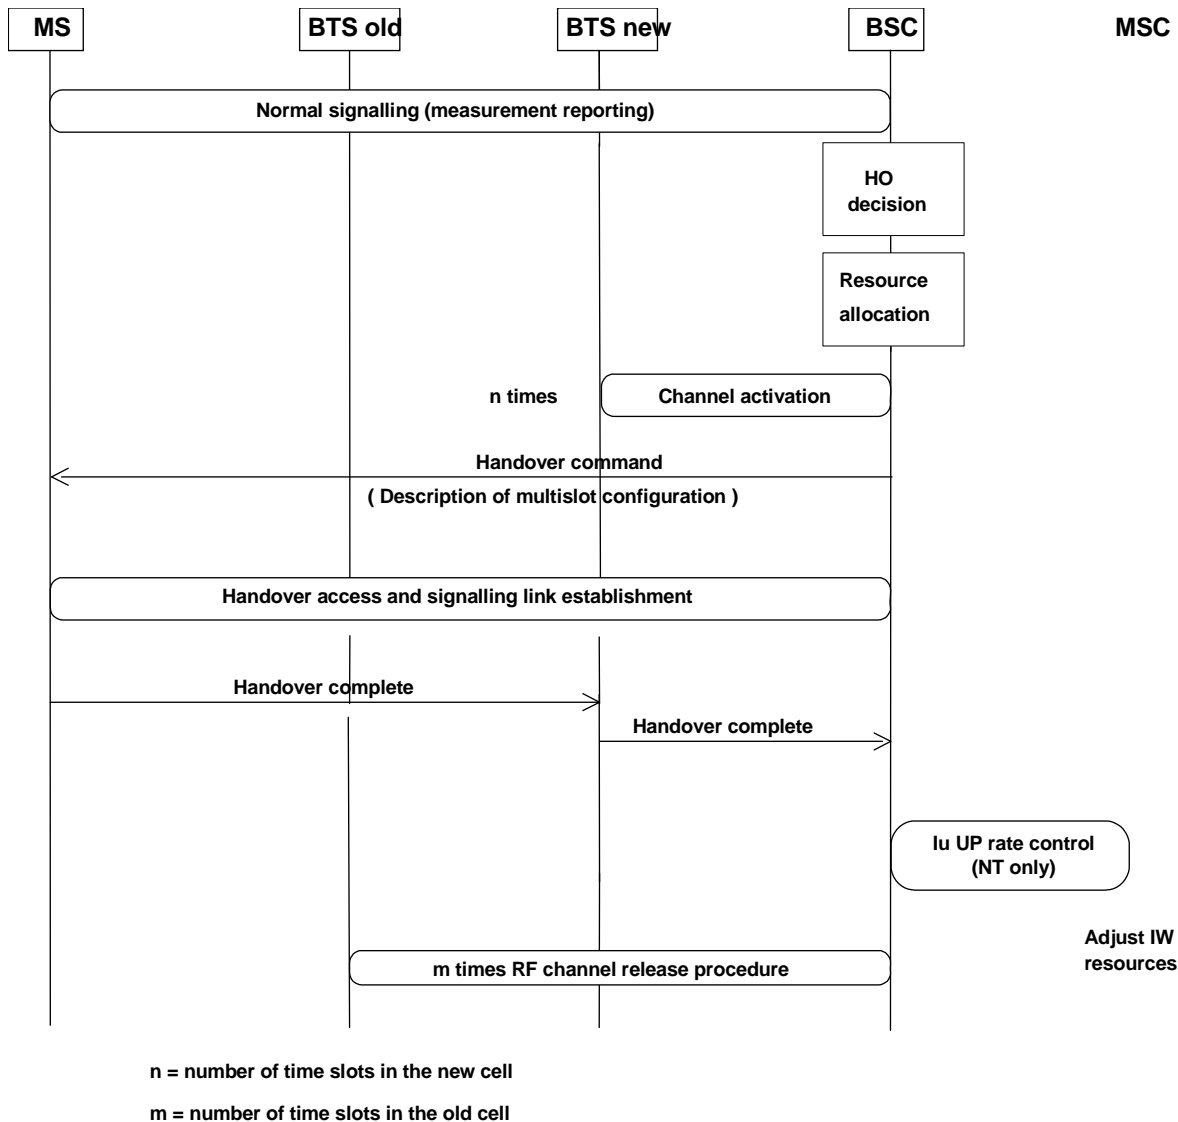 MS
BTS old
BTS new
BSC
MSC
Normal signalling (measurement reporting)
HO
decision
Resource
allocation
n times
Channel activation
Handover command
( Description of multislot configuration )
Handover access and signalling link establishment
Handover complete
Handover complete
Iu UP rate control
(NT only)
Adjust IW
resources
m times RF channel release procedure
n = number of time slots in the new cell
m = number of time slots in the old cell